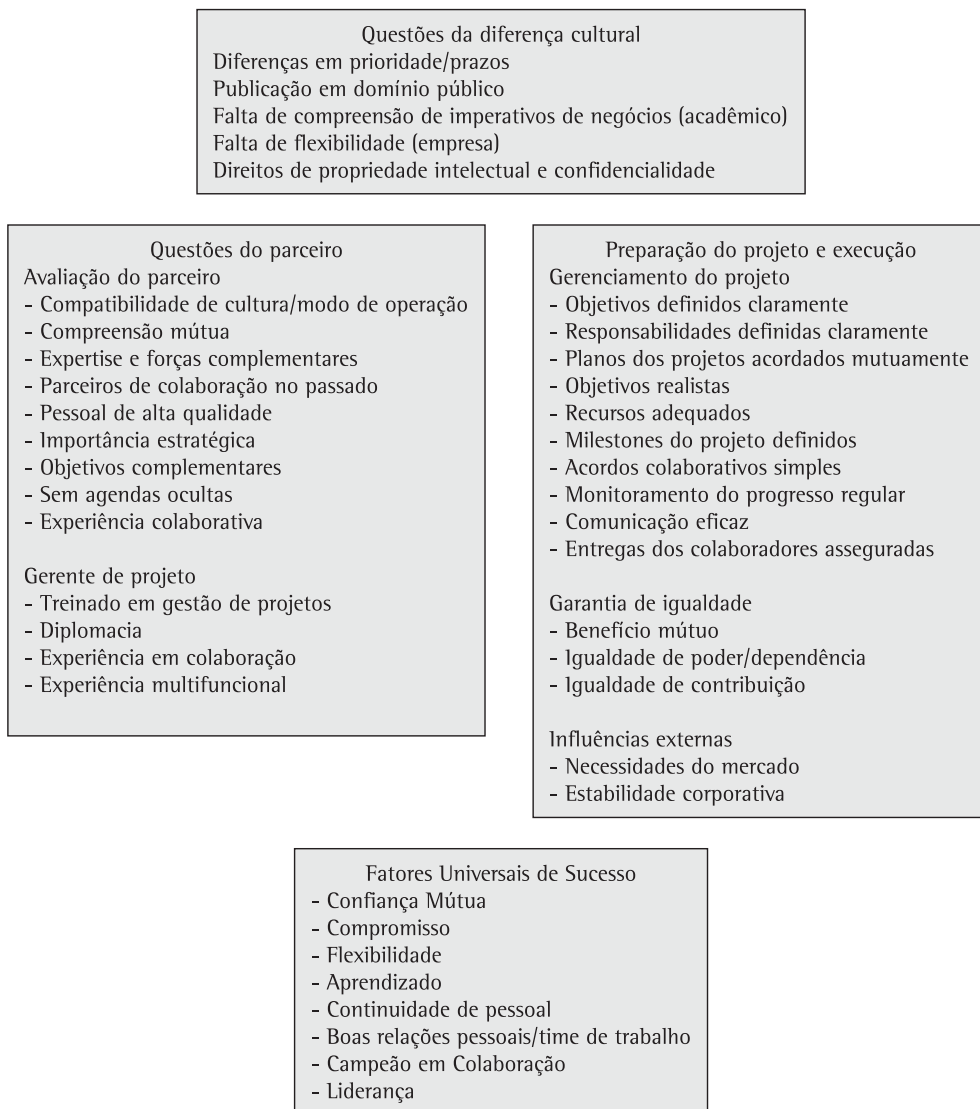 Questões da diferença cultural
Diferenças em prioridade/prazos
Publicação em domínio público
Falta de compreensão de imperativos de negócios (acadêmico)
Falta de flexibilidade (empresa)
Direitos de propriedade intelectual e confidencialidade
Questões do parceiro
Avaliação do parceiro
- Compatibilidade de cultura/modo de operação
- Compreensão mútua
- Expertise e forças complementares
- Parceiros de colaboração no passado
- Pessoal de alta qualidade
- Importância estratégica
- Objetivos complementares
- Sem agendas ocultas
- Experiência colaborativa
Gerente de projeto
- Treinado em gestão de projetos
- Diplomacia
- Experiência em colaboração
- Experiência multifuncional
Preparação do projeto e execução
Gerenciamento do projeto
- Objetivos definidos claramente
- Responsabilidades definidas claramente
- Planos dos projetos acordados mutuamente
- Objetivos realistas
- Recursos adequados
- Milestones do projeto definidos
- Acordos colaborativos simples
- Monitoramento do progresso regular
- Comunicação eficaz
- Entregas dos colaboradores asseguradas
Garantia de igualdade
- Benefício mútuo
- Igualdade de poder/dependência
- Igualdade de contribuição
Influências externas
- Necessidades do mercado
- Estabilidade corporativa
Fatores Universais de Sucesso
- Confiança Mútua
- Compromisso
- Flexibilidade
- Aprendizado
- Continuidade de pessoal
- Boas relações pessoais/time de trabalho
- Campeão em Colaboração
- Liderança